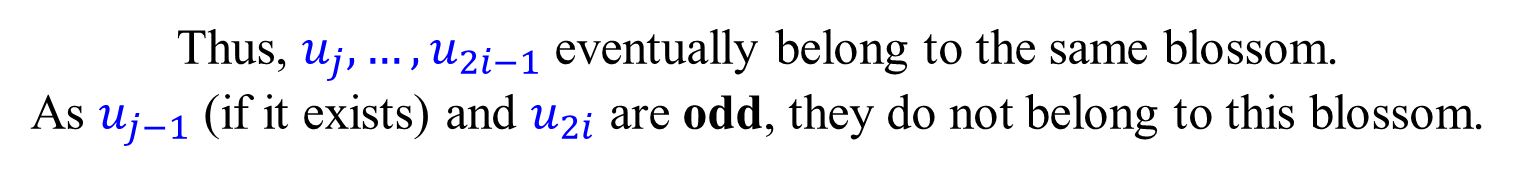 Thus, u_j, … , u_{2i−1} eventually belong to the same blossom.
As u_{j−1} (if it exists) and u_{2i} are odd, they do not belong to this blossom.